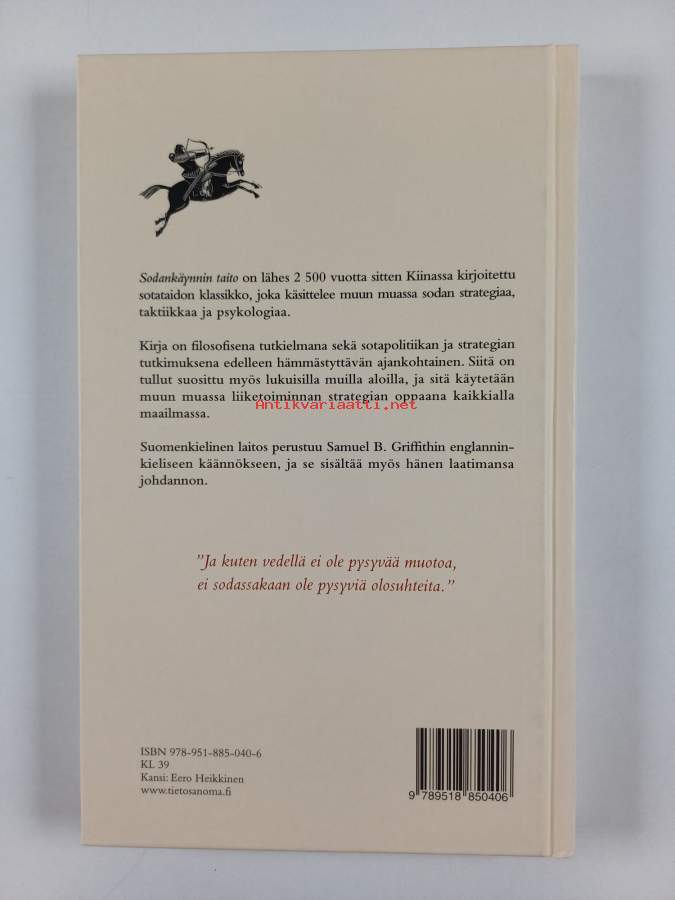 Sodankäynnin taito on lähes 2 500 vuotta sitten Kiinassa kirjoitettu
sotataidon klassikko, joka käsittelee muun muassa sodan strategiaa,
taktiikkaa ja psykologiaa.
Kirja on filosofisena tutkielmana sekä sotapolitiikan ja strategian
tutkimuksena edelleen hämmästyttävän ajankohtainen. Siitä on
tullut suosittu myös lukuisilla muilla aloilla, ja sitä käytetään
muun muassa liiketoiminnan strategian oppaana kaikkialla
Antikvariaatti.net
maailmassa.
Suomenkielinen laitos perustuu Samuel B. Griffithin englannin-
kieliseen käännökseen, ja se sisältää myös hänen laatimansa
johdannon.
”Ja kuten vedellä ei ole pysyvää muotoa,
ei sodassakaan ole pysyviä olosuhteita.”
ISBN 978-951-885-040-6
KL 39
Kansi: Eero Heikkinen
www.tietosanoma.fi
9 789518 850406